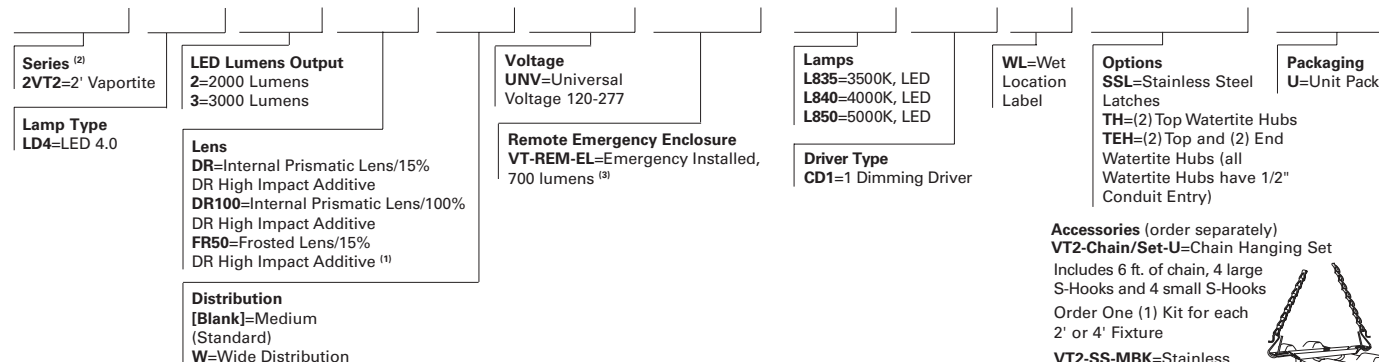 Series (2)
2VT2=2' Vaportite
Lamp Type
LD4=LED 4.0
LED Lumens Output
2=2000 Lumens
3=3000 Lumens
Lens
DR=Internal Prismatic Lens/15%
DR High Impact Additive
DR100=Internal Prismatic Lens/100%
DR High Impact Additive
FR50=Frosted Lens/15%
DR High Impact Additive (1)
Distribution
[Blank]=Medium
(Standard)
W=Wide Distribution
Voltage
UNV=Universal
Voltage 120-277
Remote Emergency Enclosure
VT-REM-EL=Emergency Installed,
700 lumens (3)
Lamps
L835=3500K, LED
L840=4000K, LED
L850=5000K, LED
Driver Type
CD1=1 Dimming Driver
WL=Wet
Location
Label
Options
SSL=Stainless Steel
Latches
TH=(2) Top Watertite Hubs
TEH=(2) Top and (2) End
Watertite Hubs (all
Watertite Hubs have 1/2"
Conduit Entry)
Packaging
U=Unit Pack
Accessories (order separately)
VT2-Chain/Set-U=Chain Hanging Set
Includes 6 ft. of chain, 4 large
S-Hooks and 4 small S-Hooks
Order One (1) Kit for each
2' or 4' Fixture
VT2-SS-MBK=Stainless